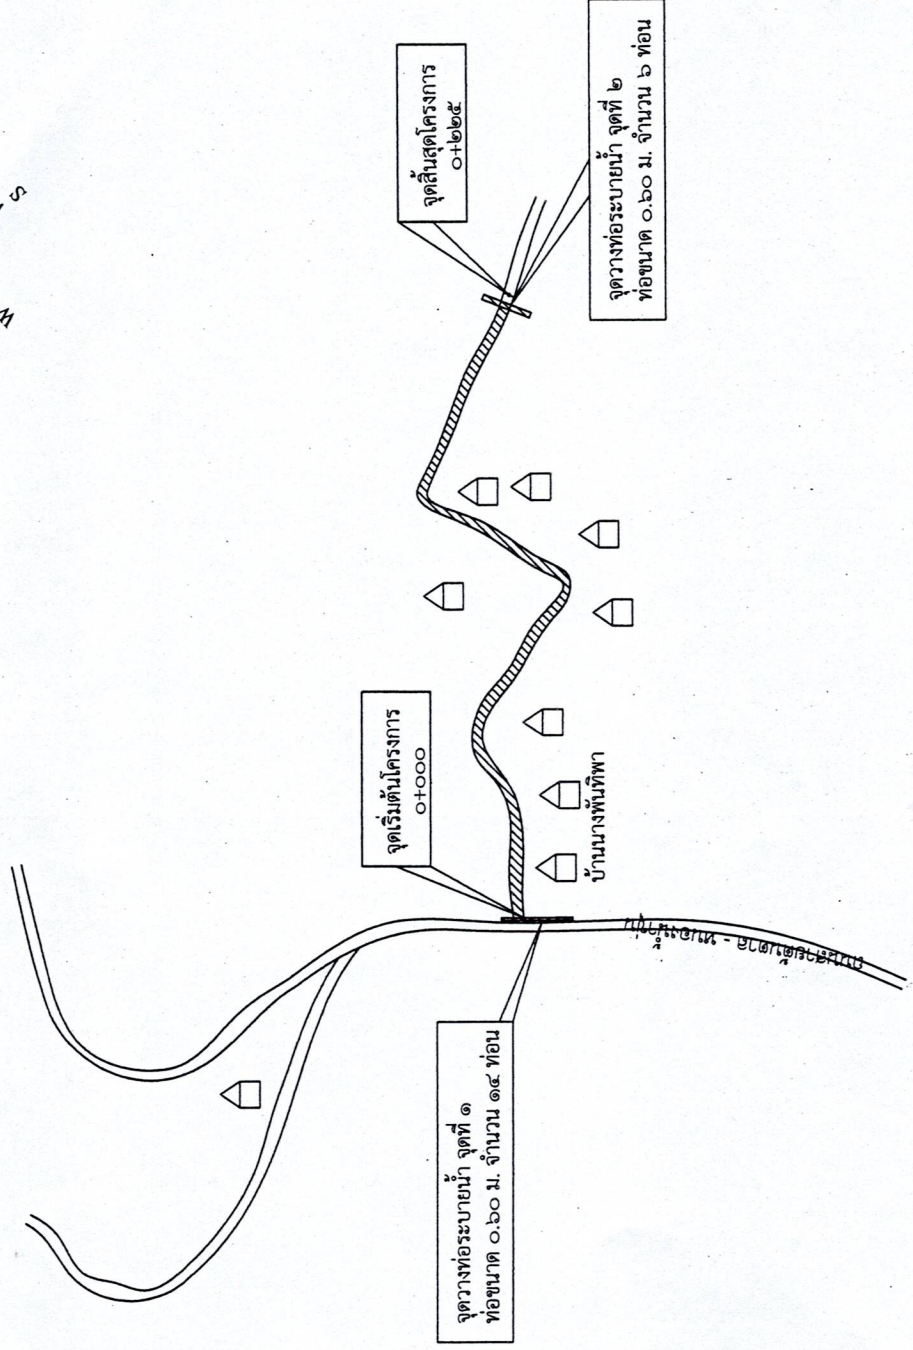 S
W
จุดสิ้นสุดโครงการ
๐+๒๒๕
จุดวางท่อระบายน้ำ จุดที่ ๒
ท่อขนาด ๐.๖๐ ม. จำนวน ๖ ท่อน
จุดเริ่มต้นโครงการ
๐+๐๐๐
บ้านนางพันทิพา
จุดวางท่อระบายน้ำ จุดที่ ๑
ท่อขนาด ๐.๖๐ ม. จำนวน ๑๔ ท่อน